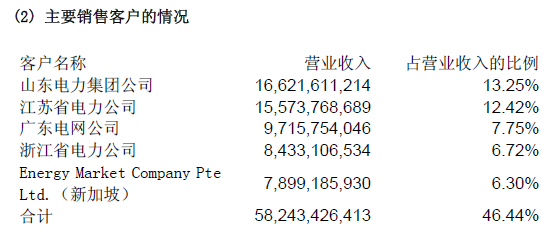 (2) 主要销售客户的情况
客户名称 营业收入 占营业收入的比例
山东电力集团公司 16,621,611,214 13.25%
江苏省电力公司 15,573,768,689 12.42%
广东电网公司 9,715,754,046 7.75%
浙江省电力公司 8,433,106,534 6.72%
Energy Market Company Pte
Ltd.（新加坡） 7,899,185,930 6.30%
合计 58,243,426,413 46.44%